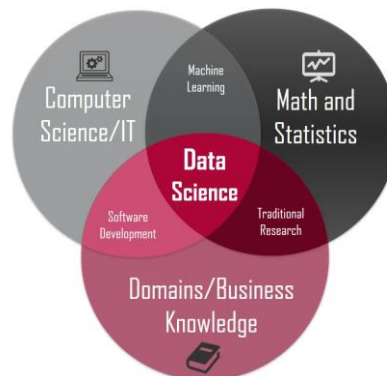 Machine
Learning
Computer
Science/IT
Math and
Statistics
Data
Science
Software
Development
Traditional
Research
Domains/Business
Knowledge